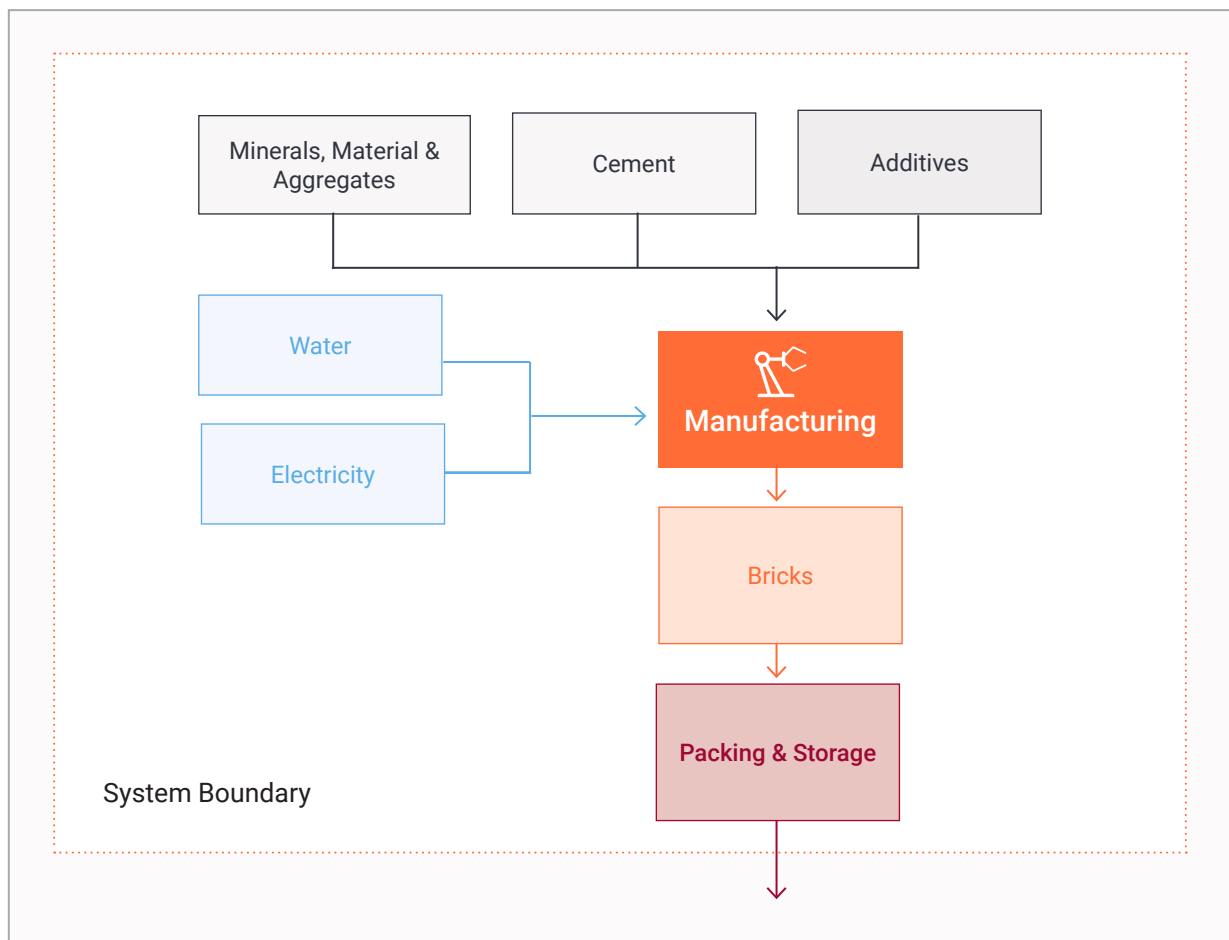 Minerals, Material &
Aggregates
Cement
Additives
Water
Electricity
Manufacturing
Bricks
Packing & Storage
System Boundary